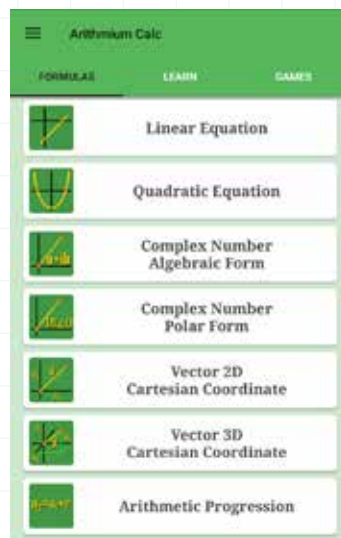 Arithmium Calc
FORMULAS LEARN GAMES
Linear Equation
Quadratic Equation
Complex Number
Algebraic Form
Complex Number
Polar Form
Vector 2D
Cartesian Coordinate
Vector 3D
Cartesian Coordinate
Arithmetic Progression